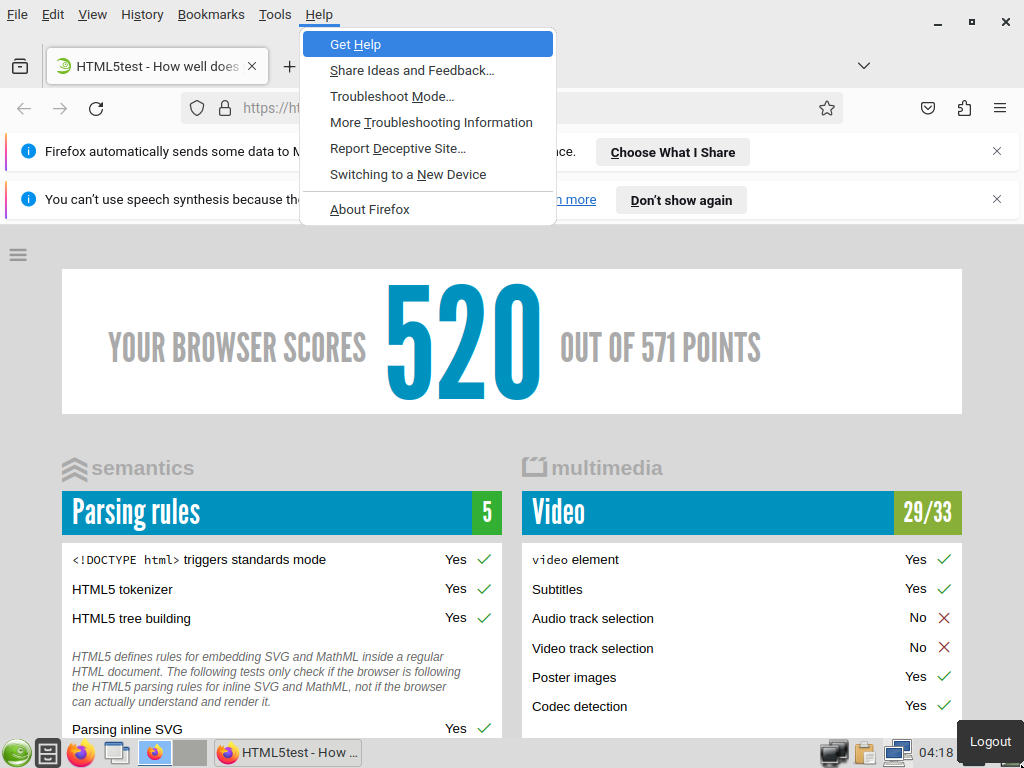 File Edit View History Bookmarks Tools Help
HTML5test - How well does
Get Help
Share Ideas and Feedback…
Troubleshoot Mode…
More Troubleshooting Information
Report Deceptive Site…
Switching to a New Device
About Firefox
https://ht
Firefox automatically sends some data to M
ce.
Choose What I Share
You can't use speech synthesis because the
more
Don't show again
YOUR BROWSER SCORES 520 OUT OF 571 POINTS
semantics
Parsing rules 5
<!DOCTYPE html> triggers standards mode Yes
HTML5 tokenizer Yes
HTML5 tree building Yes
HTML5 defines rules for embedding SVG and MathML inside a regular
HTML document. The following tests only check if the browser is following
the HTML5 parsing rules for inline SVG and MathML, not if the browser
can actually understand and render it.
Parsing inline SVG Yes
multimedia
Video 29/33
video element Yes
Subtitles Yes
Audio track selection No
Video track selection No
Poster images Yes
Codec detection Yes
HTML5test - How ...
04:18
Logout